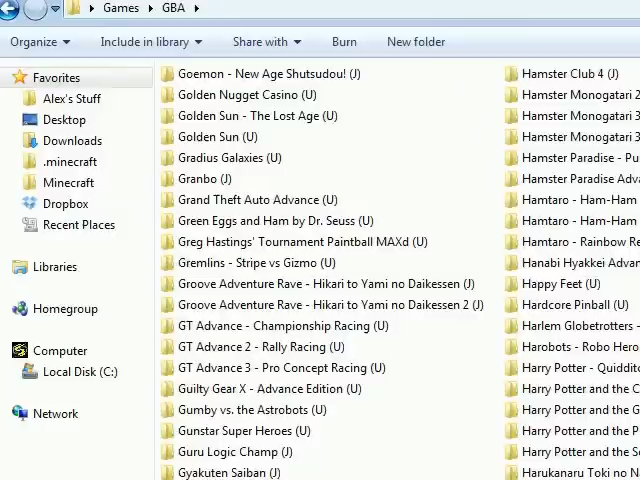 Games GBA
Organize Include in library Share with Burn New folder
Favorites
Alex's Stuff
Desktop
Downloads
.minecraft
Minecraft
Dropbox
Recent Places
Libraries
Homegroup
Computer
Local Disk (C:)
Network
Goemon - New Age Shutsudou! (J)
Golden Nugget Casino (U)
Golden Sun - The Lost Age (U)
Golden Sun (U)
Gradius Galaxies (U)
Granbo (J)
Grand Theft Auto Advance (U)
Green Eggs and Ham by Dr. Seuss (U)
Greg Hastings' Tournament Paintball MAXd (U)
Gremlins - Stripe vs Gizmo (U)
Groove Adventure Rave - Hikari to Yami no Daikessen (J)
Groove Adventure Rave - Hikari to Yami no Daikessen 2 (J)
GT Advance - Championship Racing (U)
GT Advance 2 - Rally Racing (U)
GT Advance 3 - Pro Concept Racing (U)
Guilty Gear X - Advance Edition (U)
Gumby vs. the Astrobots (U)
Gunstar Super Heroes (U)
Guru Logic Champ (J)
Gyakuten Saiban (J)
Hamster Club 4 (J)
Hamster Monogatari 2
Hamster Monogatari 3
Hamster Monogatari 3
Hamster Paradise - Pu
Hamster Paradise Adva
Hamtaro - Ham-Ham
Hamtaro - Ham-Ham
Hamtaro - Rainbow Re
Hanabi Hyakkei Advan
Happy Feet (U)
Hardcore Pinball (U)
Harlem Globetrotters -
Harobots - Robo Hero
Harry Potter - Quidditc
Harry Potter and the C
Harry Potter and the G
Harry Potter and the P
Harry Potter and the S
Harukanaru Toki no Na